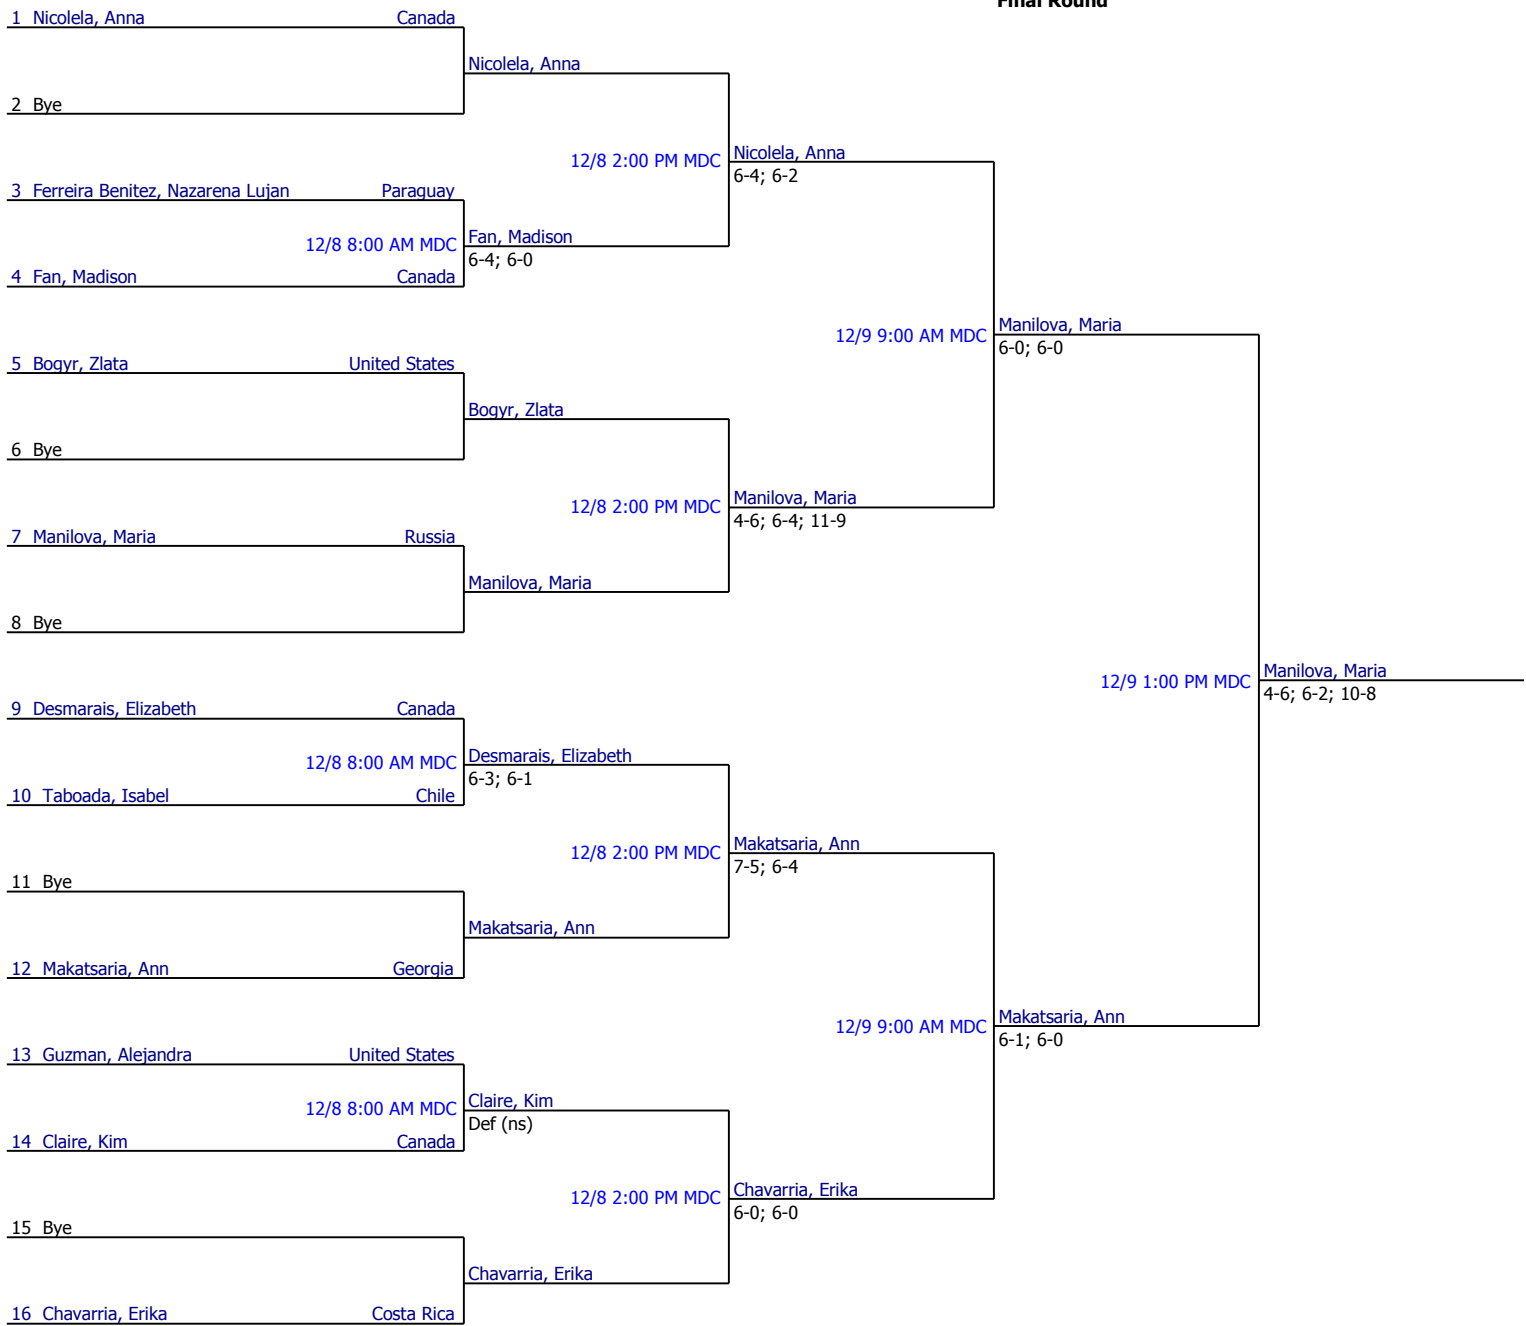 Final Round
1 Nicolela, Anna Canada
Nicolela, Anna
2 Bye
12/8 2:00 PM MDC Nicolela, Anna
6-4; 6-2
3 Ferreira Benitez, Nazarena Lujan Paraguay
12/8 8:00 AM MDC Fan, Madison
6-4; 6-0
4 Fan, Madison Canada
12/9 9:00 AM MDC Manilova, Maria
6-0; 6-0
5 Bogyr, Zlata United States
Bogyr, Zlata
6 Bye
12/8 2:00 PM MDC Manilova, Maria
4-6; 6-4; 11-9
7 Manilova, Maria Russia
Manilova, Maria
8 Bye
12/9 1:00 PM MDC Manilova, Maria
4-6; 6-2; 10-8
9 Desmarais, Elizabeth Canada
12/8 8:00 AM MDC Desmarais, Elizabeth
6-3; 6-1
10 Taboada, Isabel Chile
12/8 2:00 PM MDC Makatsaria, Ann
7-5; 6-4
11 Bye
Makatsaria, Ann
12 Makatsaria, Ann Georgia
12/9 9:00 AM MDC Makatsaria, Ann
6-1; 6-0
13 Guzman, Alejandra United States
12/8 8:00 AM MDC Claire, Kim
Def (ns)
14 Claire, Kim Canada
12/8 2:00 PM MDC Chavarria, Erika
6-0; 6-0
15 Bye
Chavarria, Erika
16 Chavarria, Erika Costa Rica